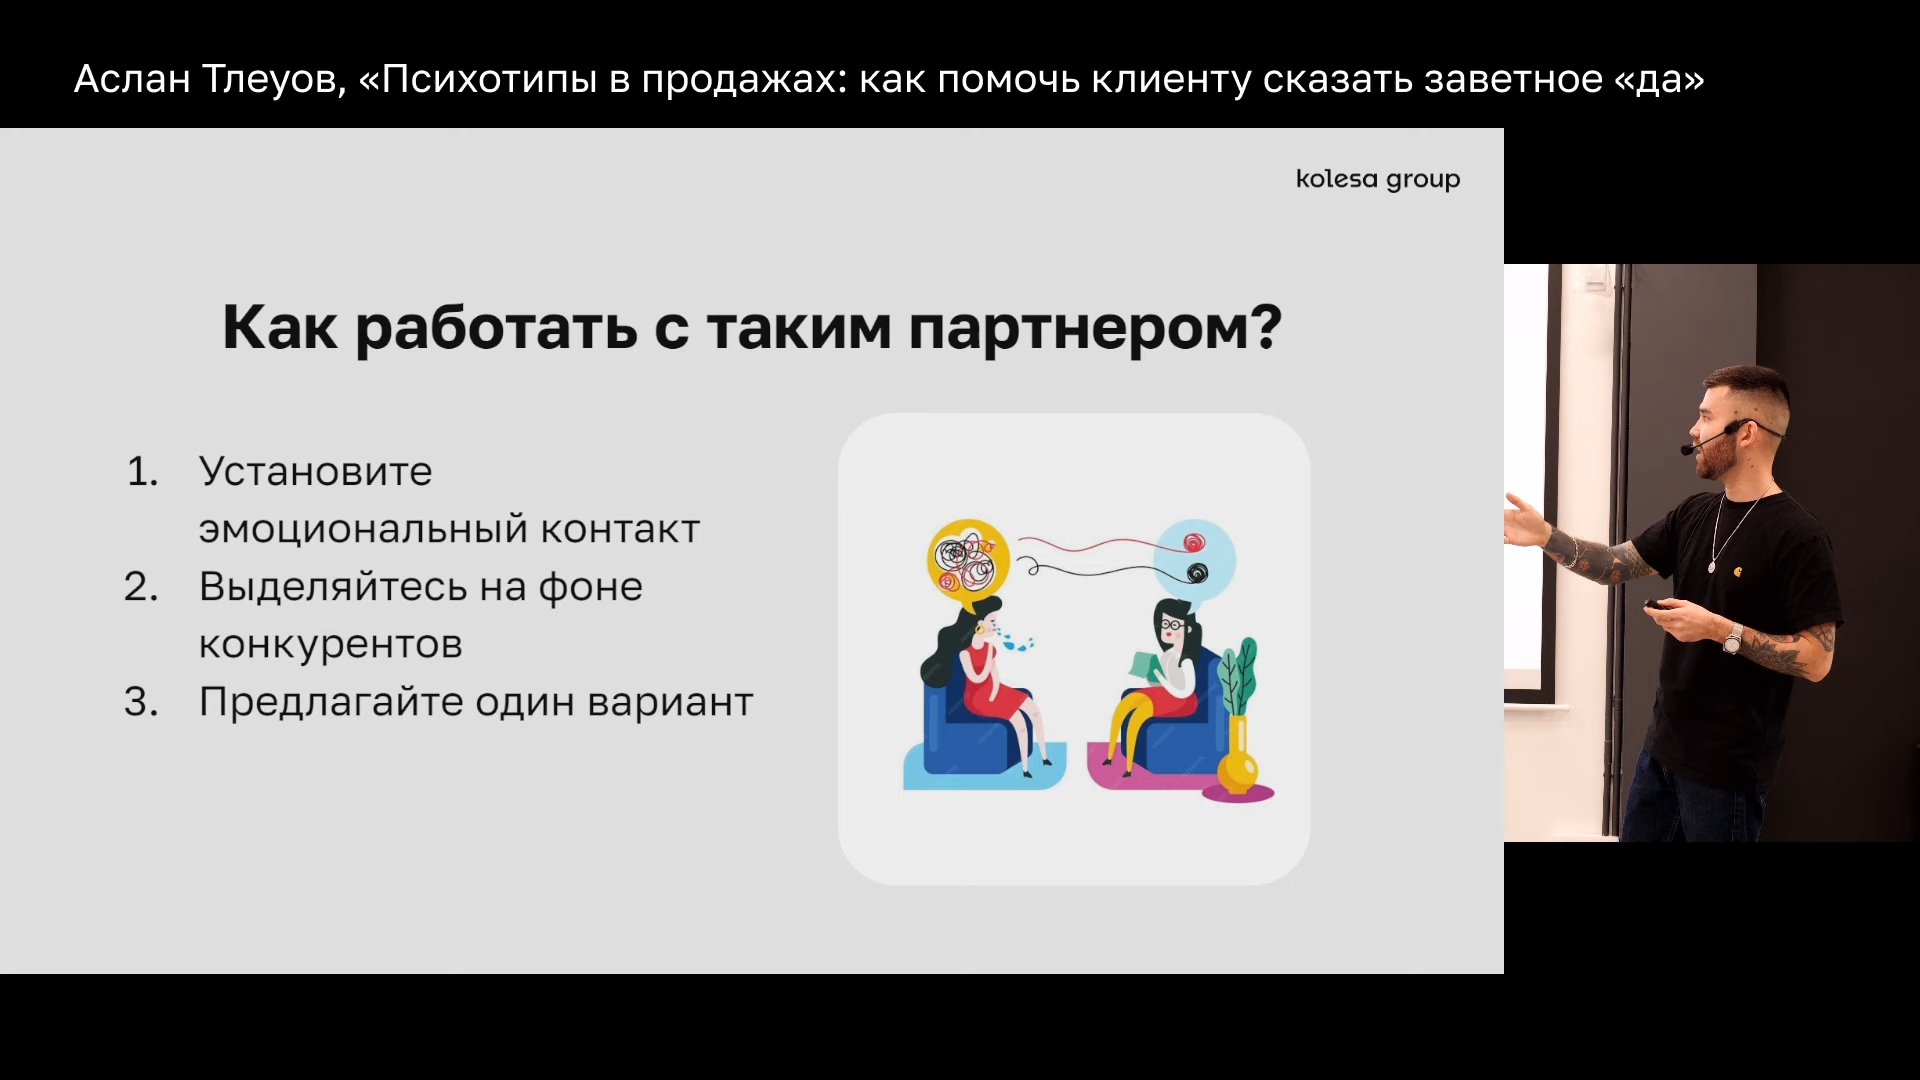 Аслан Тлеуов, «Психотипы в продажах: как помочь клиенту сказать заветное «да»
kolesa group
Как работать с таким партнером?
1. Установите
эмоциональный контакт
2. Выделяйтесь на фоне
конкурентов
3. Предлагайте один вариант